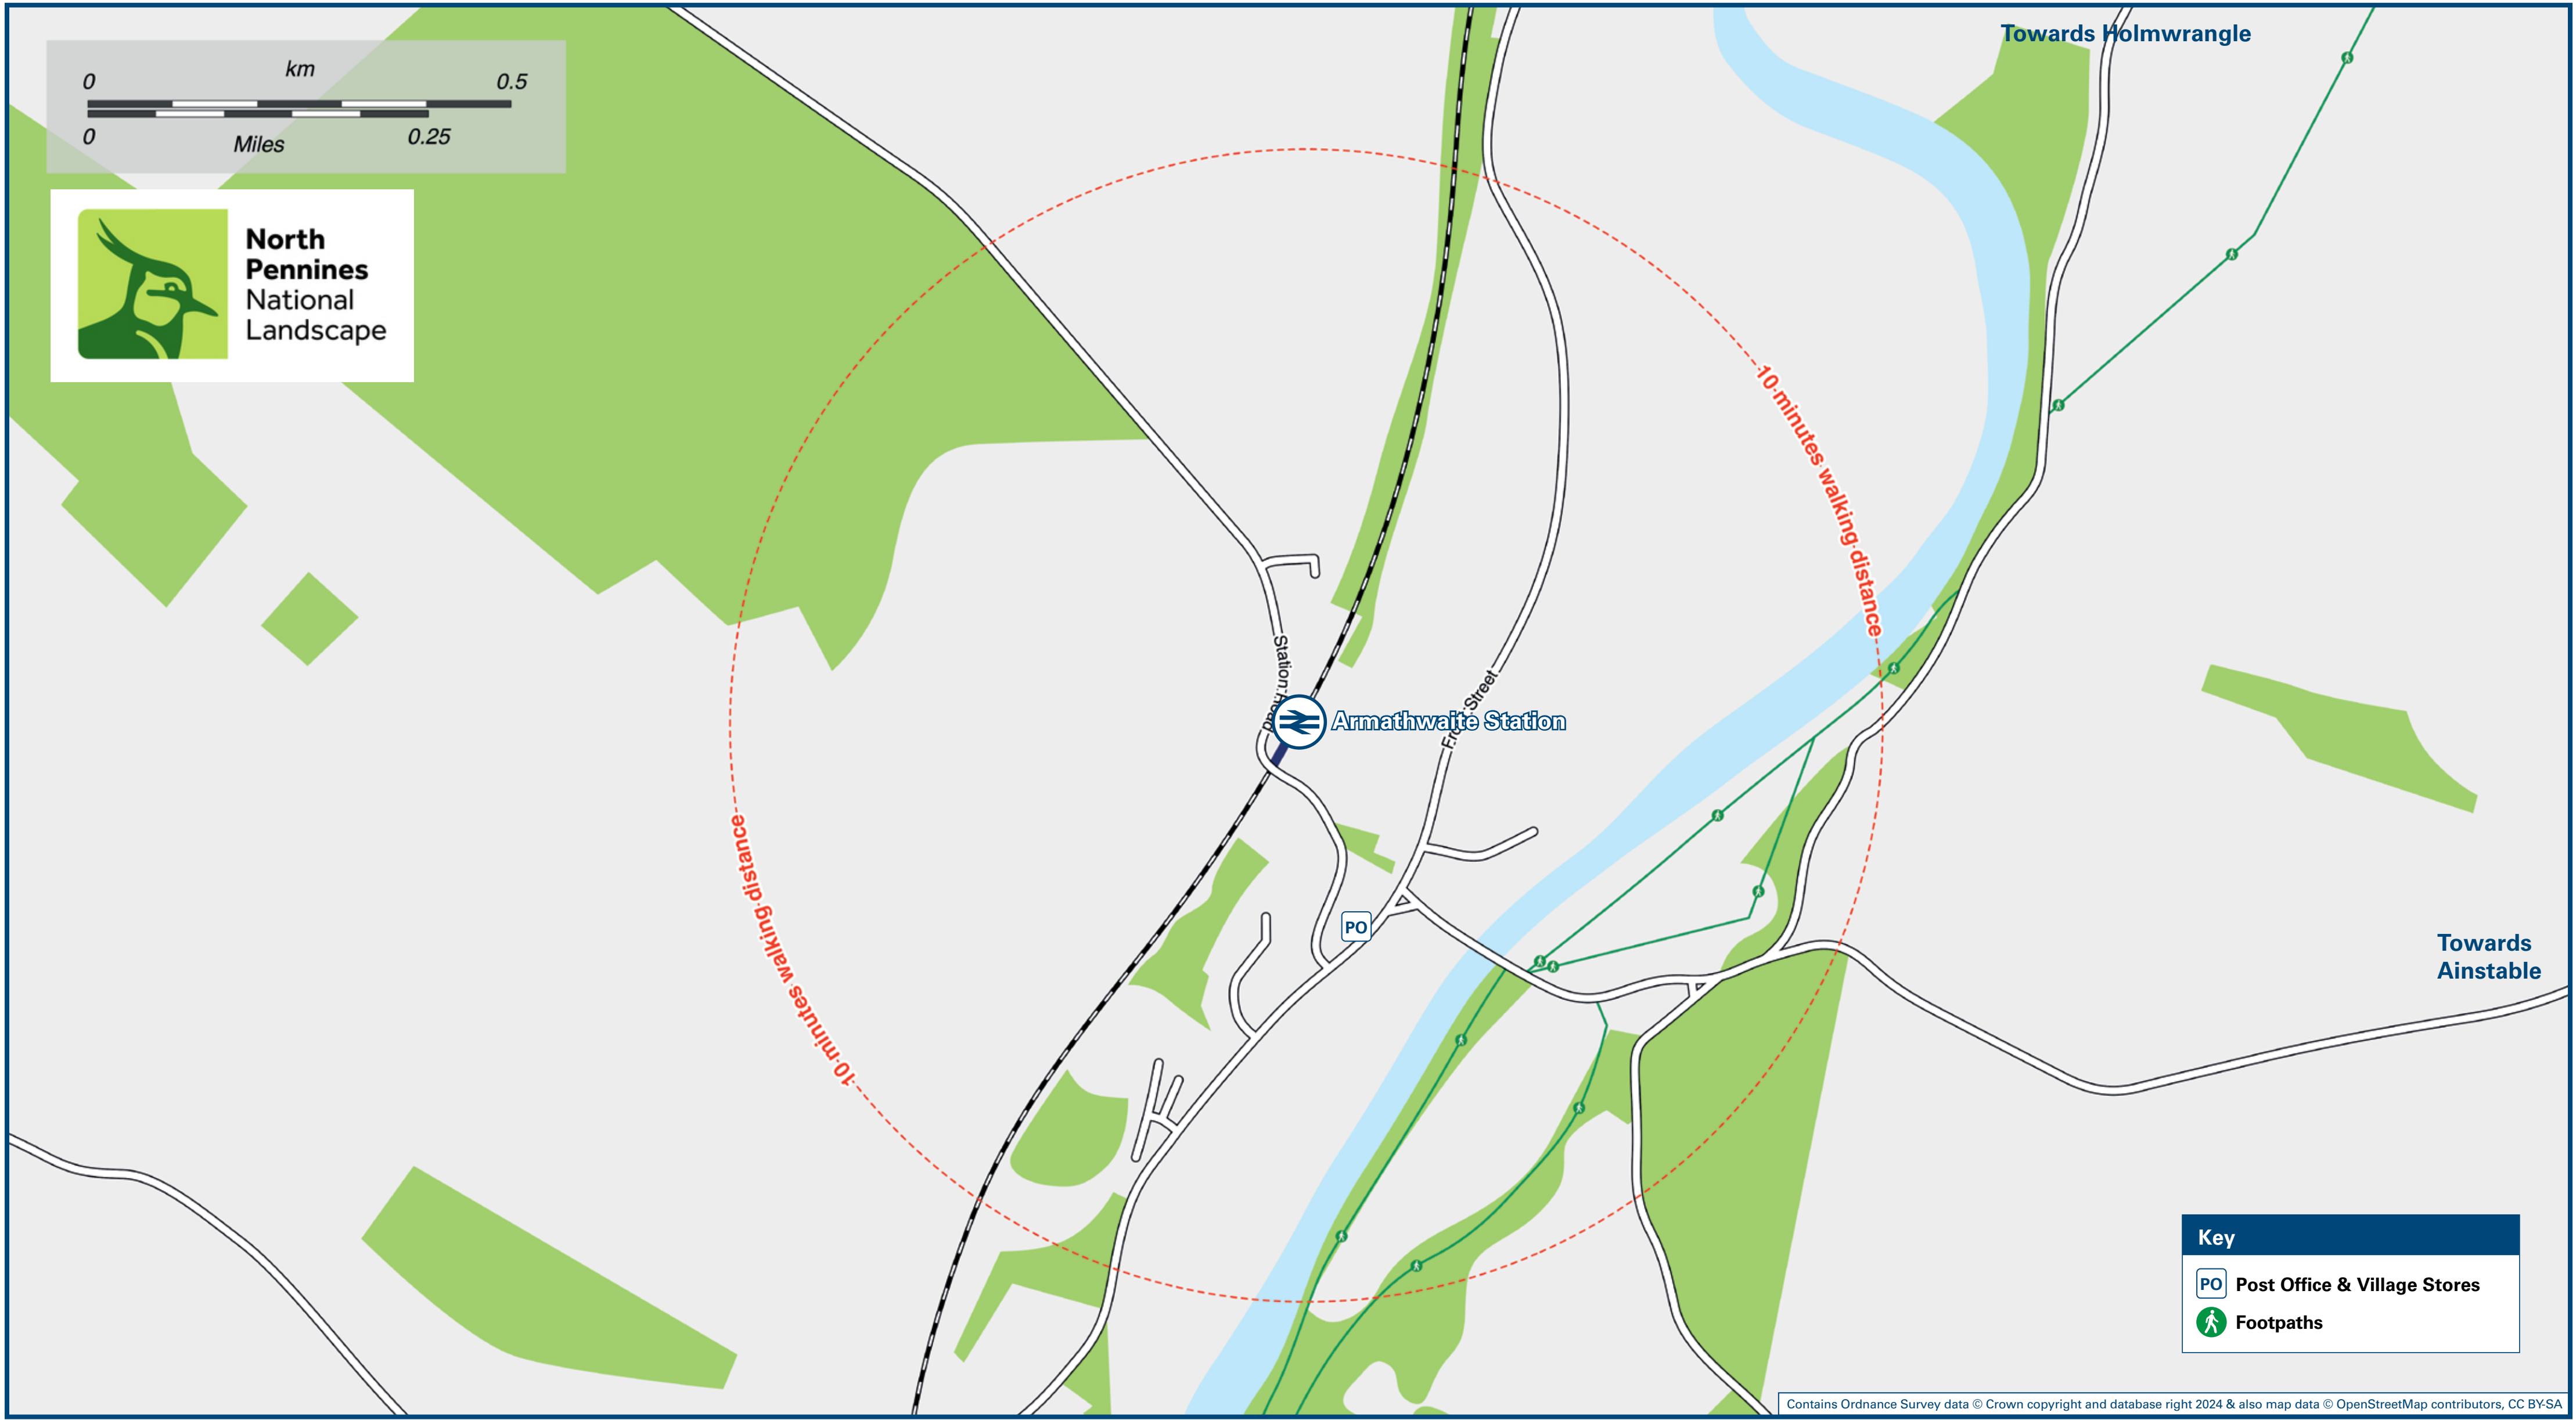 Towards Holmwrangle
km
0 0.5
0 0.25
Miles
North
Pennines
National
Landscape
10 minutes walking distance
Station Road
Armathwaite Station
Front Street
10 minutes walking distance
PO
Towards
Ainstable
Key
PO Post Office & Village Stores
Footpaths
Contains Ordnance Survey data © Crown copyright and database right 2024 & also map data © OpenStreetMap contributors, CC BY-SA